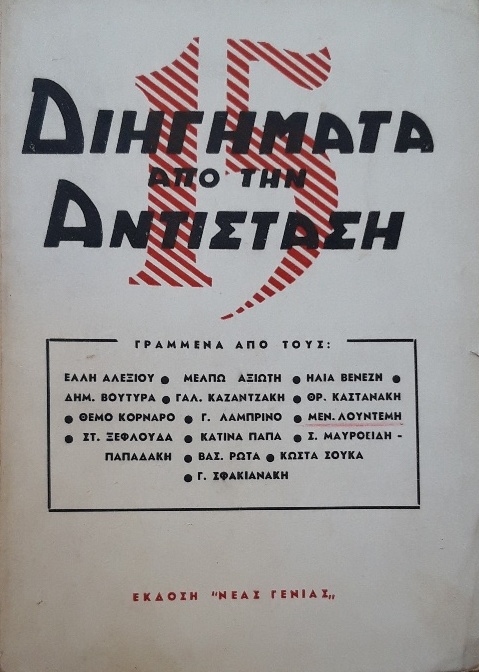 15
ΔΙΗΓΗΜΑΤΑ
ΑΠΟ ΤΗΝ
ΑΝΤΙΣΤΑΣΗ
ΓΡΑΜΜΕΝΑ ΑΠΟ ΤΟΥΣ:
ΕΛΛΗ ΑΛΕΞΙΟΥ ● ΜΕΛΠΩ ΑΞΙΩΤΗ ● ΗΛΙΑ ΒΕΝΕΖΗ ●
ΔΗΜ. ΒΟΥΤΥΡΑ ● ΓΑΛ. ΚΑΖΑΝΤΖΑΚΗ ● ΘΡ. ΚΑΣΤΑΝΑΚΗ
● ΘΕΜΟ ΚΟΡΝΑΡΟ ● Γ. ΛΑΜΠΡΙΝΟ ● ΜΕΝ. ΛΟΥΝΤΕΜΗ
● ΣΤ. ΞΕΦΛΟΥΔΑ ● ΚΑΤΙΝΑ ΠΑΠΑ ● Σ. ΜΑΥΡΟΕΙΔΗ -
ΠΑΠΑΔΑΚΗ ● ΒΑΣ. ΡΩΤΑ ● ΚΩΣΤΑ ΣΟΥΚΑ
● Γ. ΣΦΑΚΙΑΝΑΚΗ
ΕΚΔΟΣΗ "ΝΕΑΣ ΓΕΝΙΑΣ„